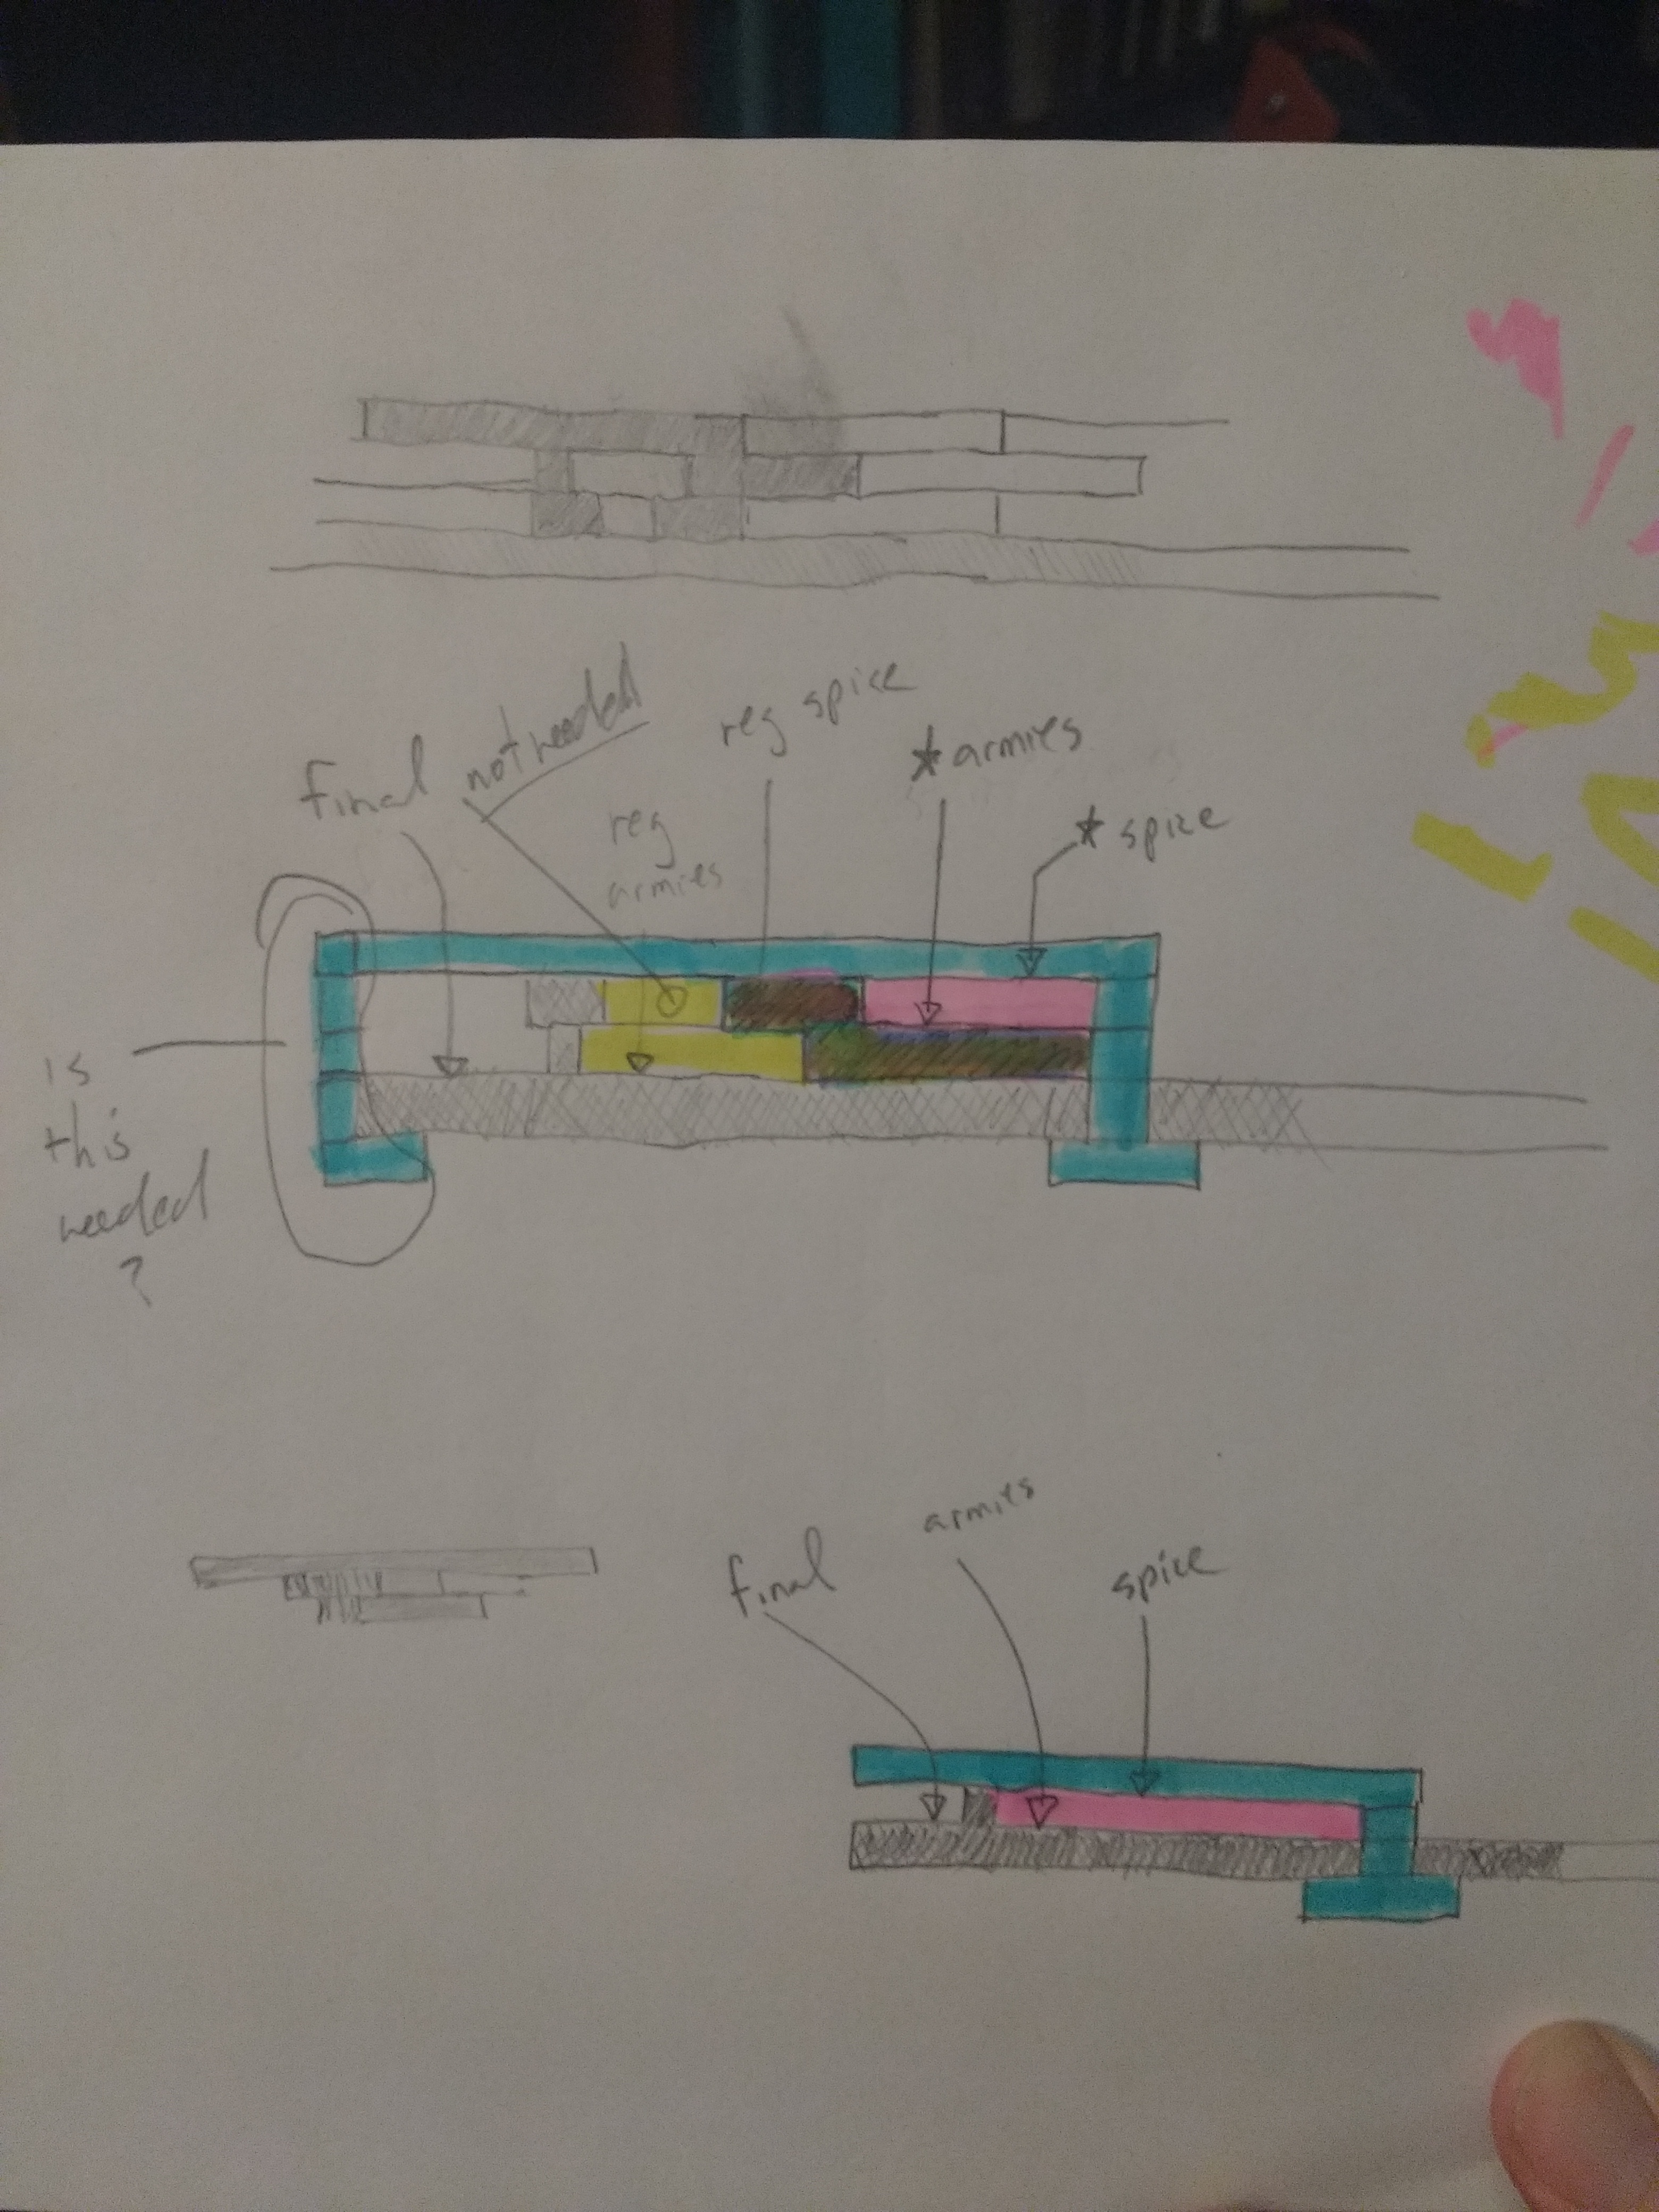 final
not needed
reg spice
★ armies
★ spice
reg
armies
is
this
needed
?
final
armies
spice